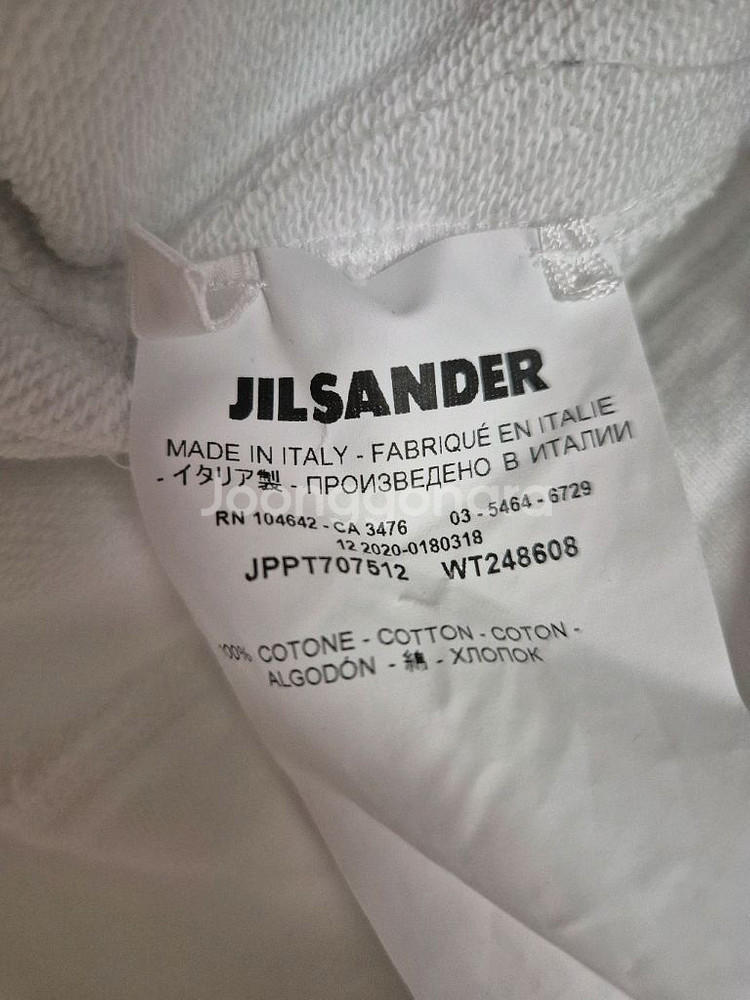 JILSANDER
MADE IN ITALY - FABRIQUÉ EN ITALIE
- イタリア製 - ПРОИЗВЕДЕНО В ИТАЛИИ
Joonggonara
RN 104642 - CA 3476 03 - 5464 - 6729
12 2020-0180318
JPPT707512 WT248608
100% COTONE - COTTON - COTON -
ALGODÓN - 綿 - ХЛОПОК